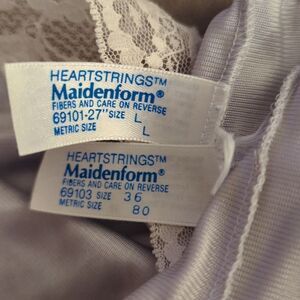 HEARTSTRINGS™
Maidenform®
FIBERS AND CARE ON REVERSE
69101-27" SIZE L
METRIC SIZE L
HEARTSTRINGS™
Maidenform®
FIBERS AND CARE ON REVERSE
69103 SIZE 36
METRIC SIZE 80